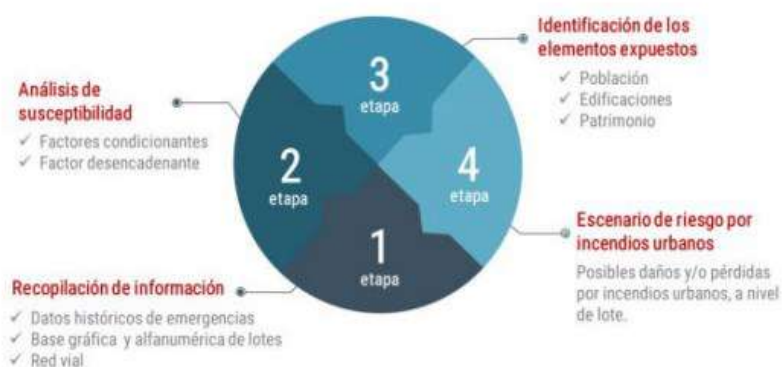 Identificación de los
elementos expuestos
✓ Población
✓ Edificaciones
✓ Patrimonio
3
etapa
Análisis de
susceptibilidad
✓ Factores condicionantes
✓ Factor desencadenante
2
etapa
4
etapa
1
etapa
Escenario de riesgo por
incendios urbanos
Posibles daños y/o pérdidas
por incendios urbanos, a nivel
de lote.
Recopilación de información
✓ Datos históricos de emergencias
✓ Base gráfica y alfanumérica de lotes
✓ Red vial